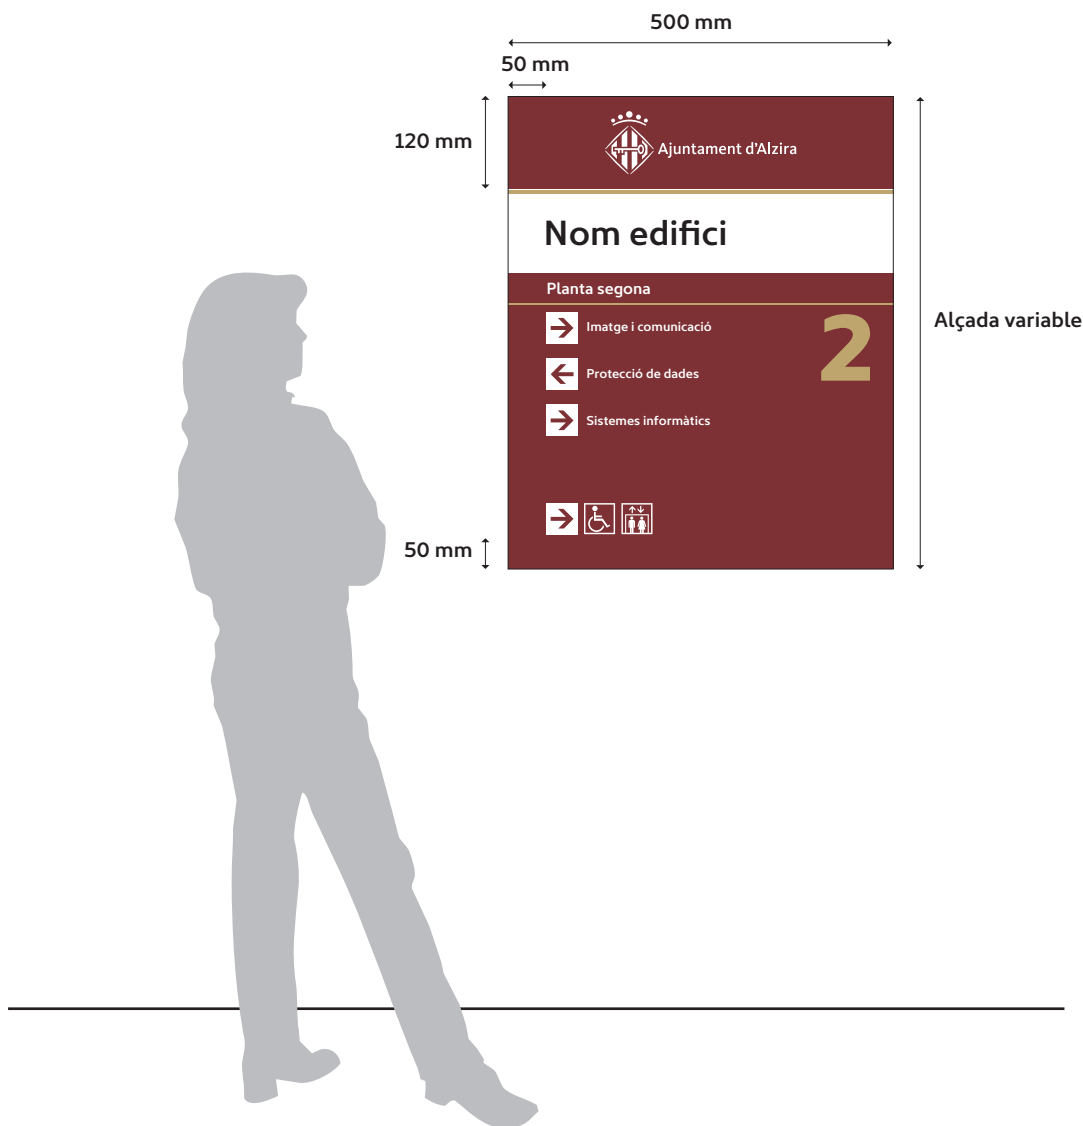 500 mm
50 mm
120 mm
Ajuntament d'Alzira
Nom edifici
Planta segona
Imatge i comunicació
2
Alçada variable
Protecció de dades
Sistemes informàtics
50 mm